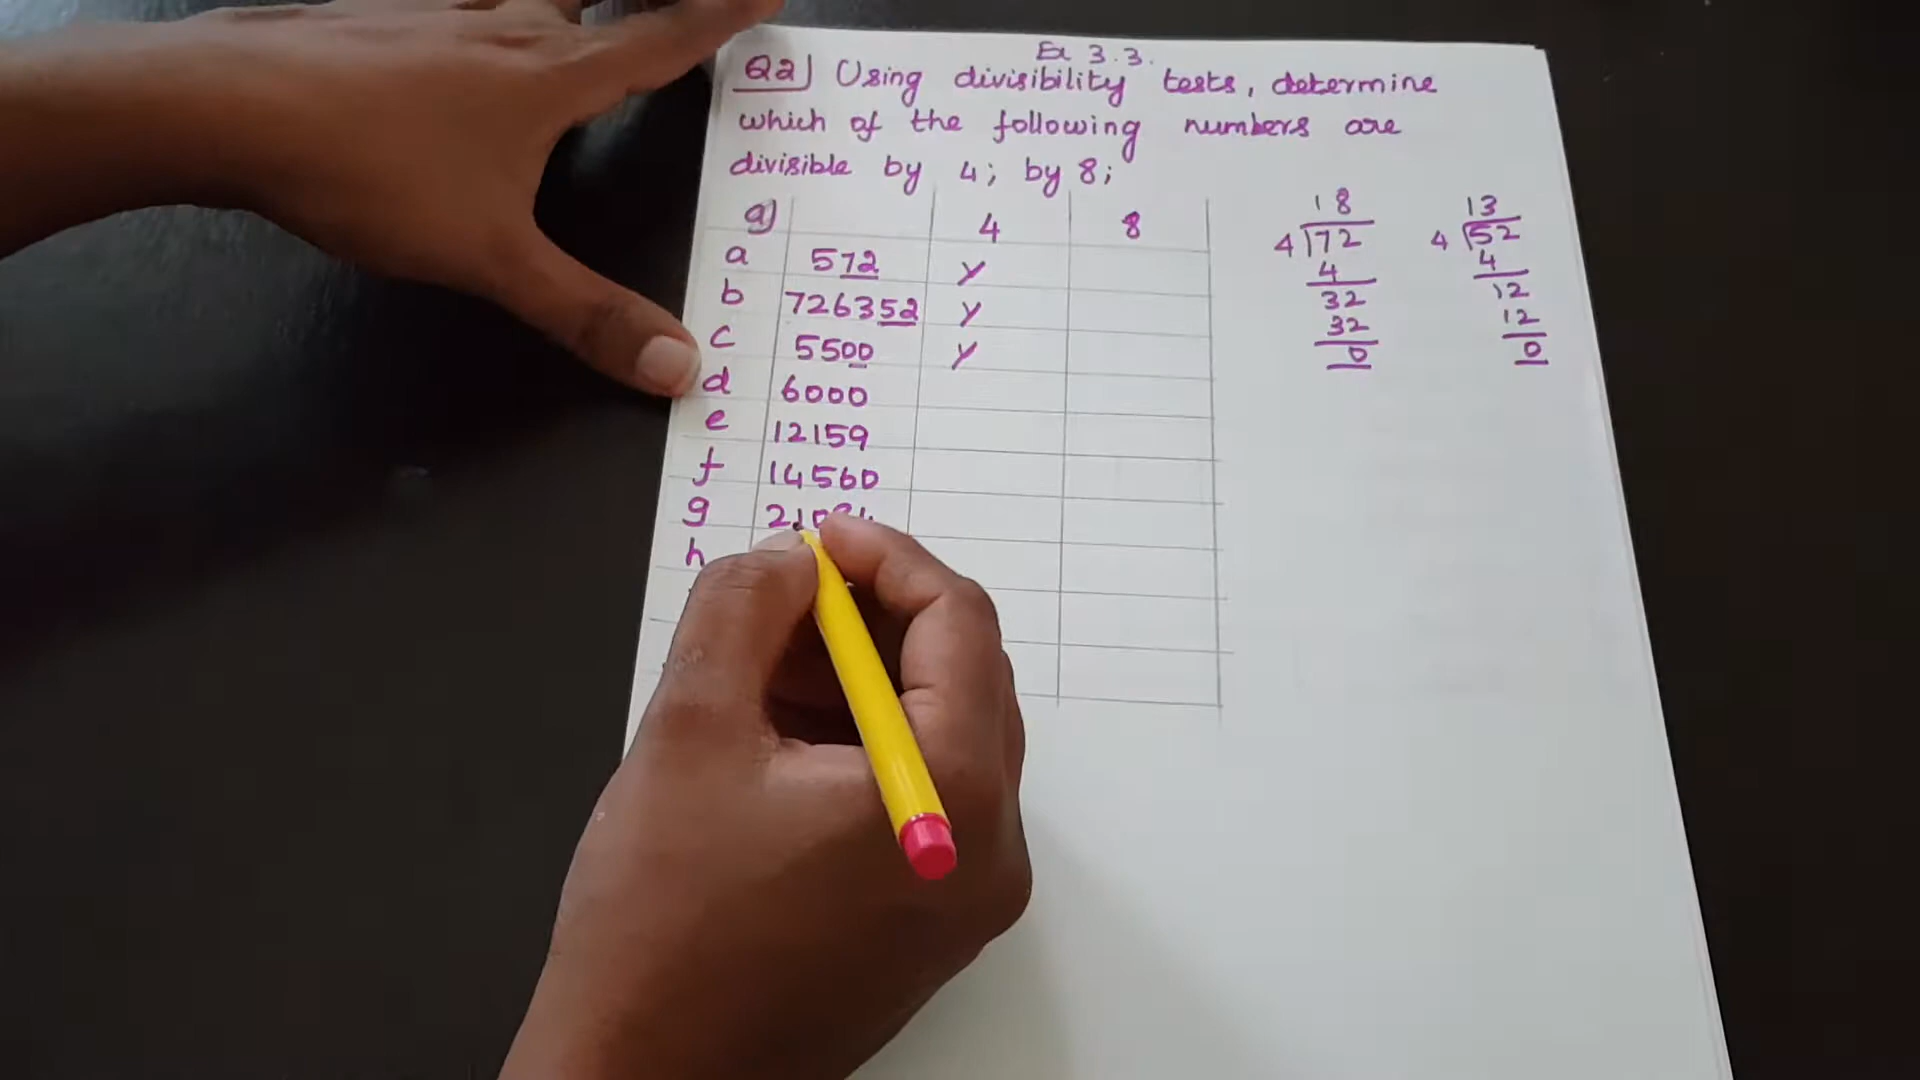 Ex 3.3.
Q2) Using divisibility tests, determine
which of the following numbers are
divisible by 4; by 8;
a) 4 8
a 572 Y
b 726352 Y
c 5500 Y
d 6000
e 12159
f 14560
g
h
18
4)72
4
32
32
0
13
4)52
4
12
12
0